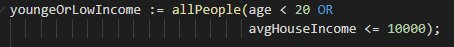 youngeOrLowIncome := allPeople(age < 20 OR
avgHouseIncome <= 10000);